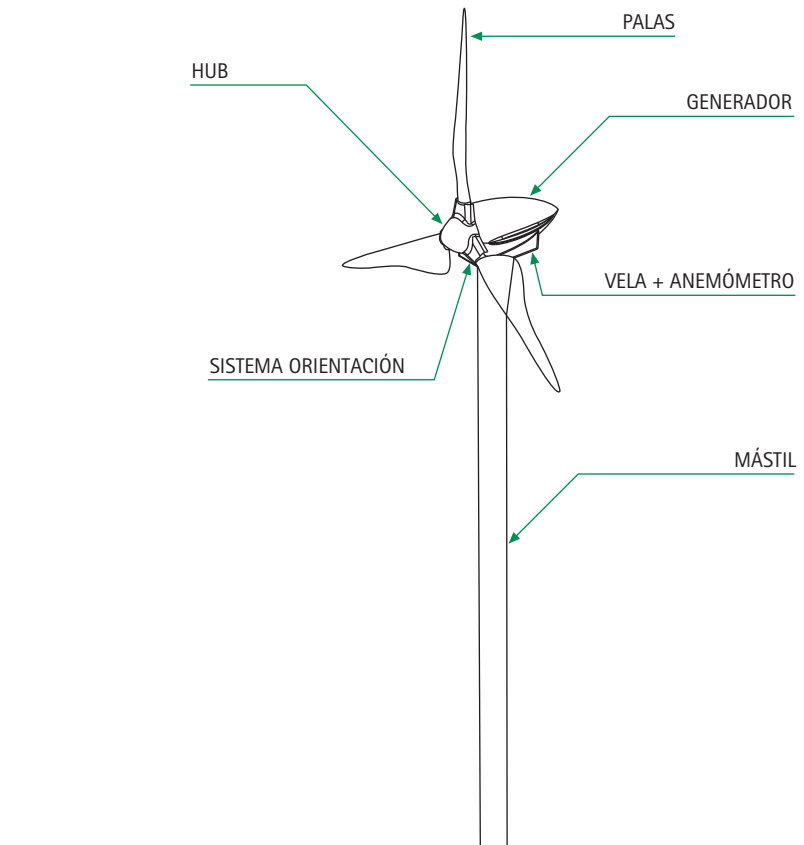 PALAS
HUB
GENERADOR
VELA + ANEMÓMETRO
SISTEMA ORIENTACIÓN
MÁSTIL